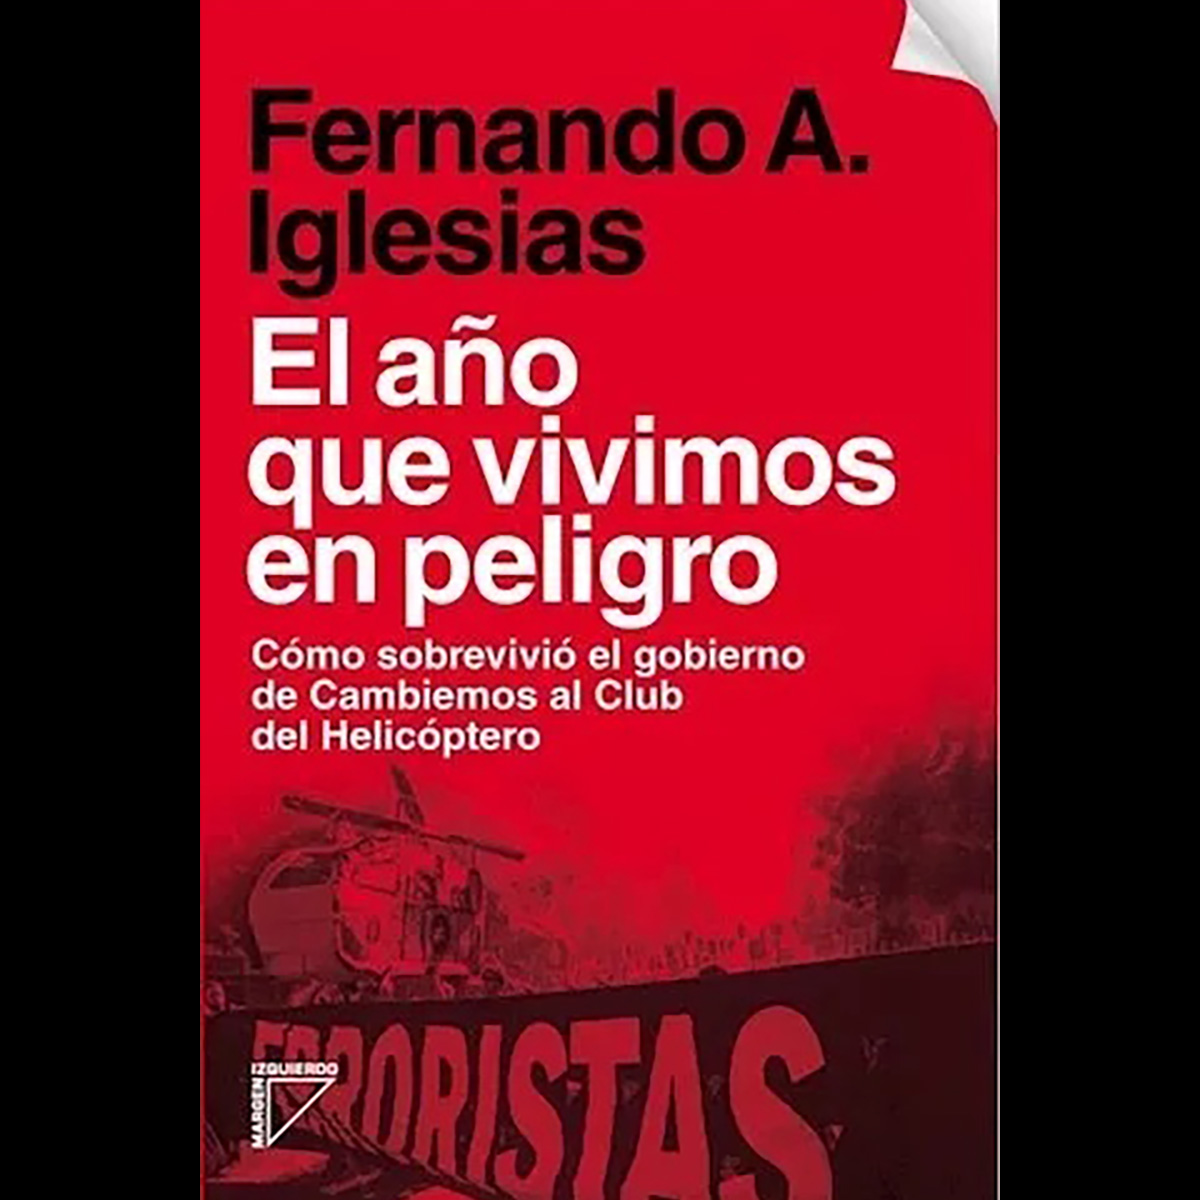 Fernando A.
Iglesias
El año
que vivimos
en peligro
Cómo sobrevivió el gobierno
de Cambiemos al Club
del Helicóptero
ERRORISTAS
MARGEN
IZQUIERDO